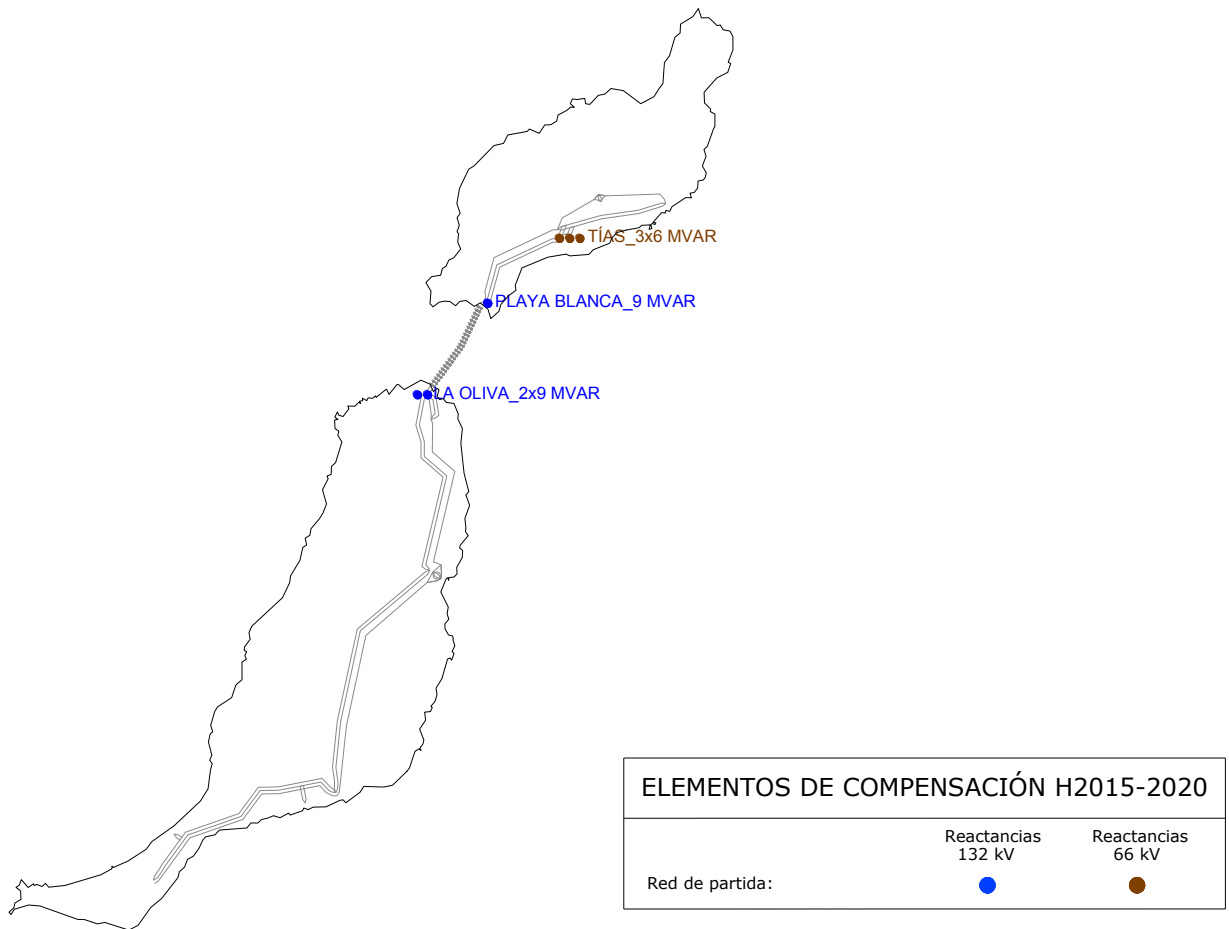 TÍAS_3x6 MVAR
PLAYA BLANCA_9 MVAR
LA OLIVA_2x9 MVAR
ELEMENTOS DE COMPENSACIÓN H2015-2020
Reactancias
132 kV
Reactancias
66 kV
Red de partida: